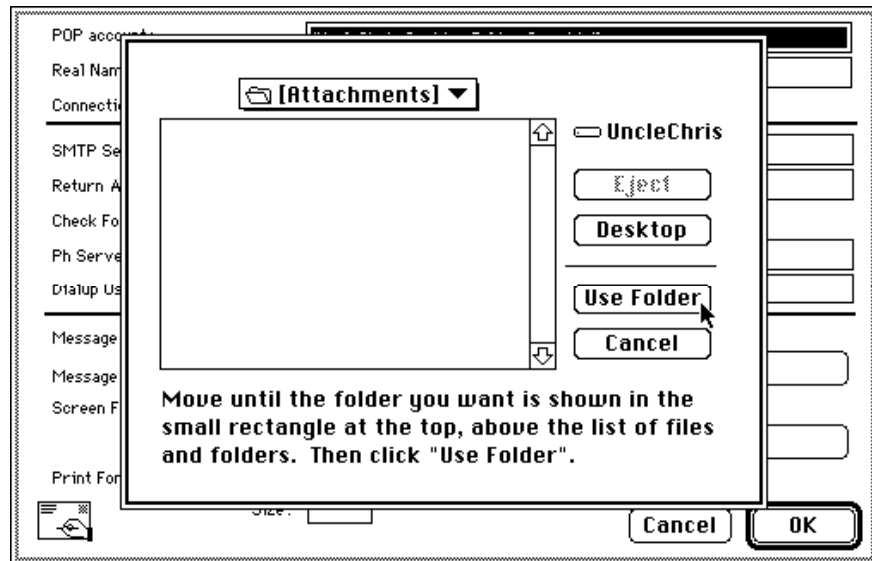 POP
Real Nam
Connecti
SMTP Se
Return A
Check Fo
Ph Serve
Dialup Us
Message
Message
Screen F
Print For
Size:
[Attachments]
UncleChris
Eject
Desktop
Use Folder
Cancel
Move until the folder you want is shown in the
small rectangle at the top, above the list of files
and folders. Then click "Use Folder".
Cancel
OK